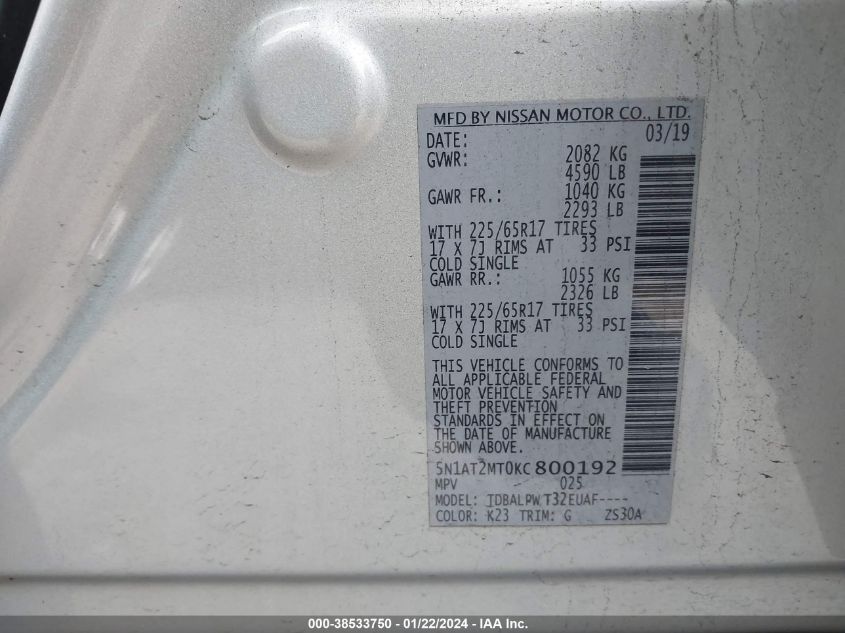 MFD BY NISSAN MOTOR CO., LTD.
DATE: 03/19
GVWR: 2082 KG
4590 LB
GAWR FR.: 1040 KG
2293 LB
WITH 225/65R17 TIRES
17 X 7J RIMS AT 33 PSI
COLD SINGLE
GAWR RR.: 1055 KG
2326 LB
WITH 225/65R17 TIRES
17 X 7J RIMS AT 33 PSI
COLD SINGLE
THIS VEHICLE CONFORMS TO
ALL APPLICABLE FEDERAL
MOTOR VEHICLE SAFETY AND
THEFT PREVENTION
STANDARDS IN EFFECT ON
THE DATE OF MANUFACTURE
SHOWN ABOVE.
5N1AT2MT0KC800192
MPV 025
MODEL: TDBALPW T32EUAF----
COLOR: K23 TRIM: G ZS30A
000-38533750 - 01/22/2024 - IAA Inc.